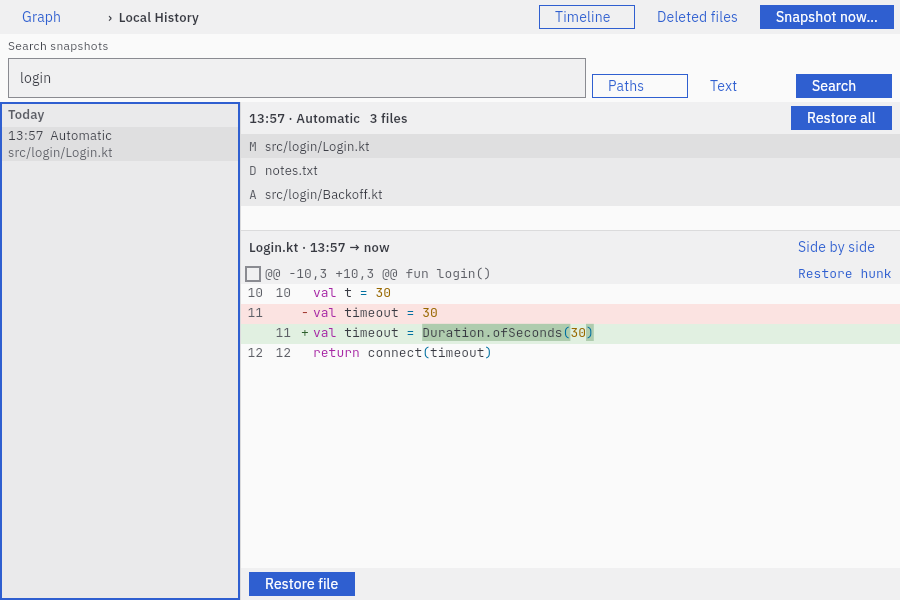 Graph › Local History Timeline Deleted files Snapshot now...
Search snapshots
login Paths Text Search
Today
13:57 Automatic
src/login/Login.kt
13:57 · Automatic 3 files Restore all
M src/login/Login.kt
D notes.txt
A src/login/Backoff.kt
Login.kt · 13:57 → now Side by side
@@ -10,3 +10,3 @@ fun login() Restore hunk
10 10 val t = 30
11 - val timeout = 30
11 + val timeout = Duration.ofSeconds(30)
12 12 return connect(timeout)
Restore file